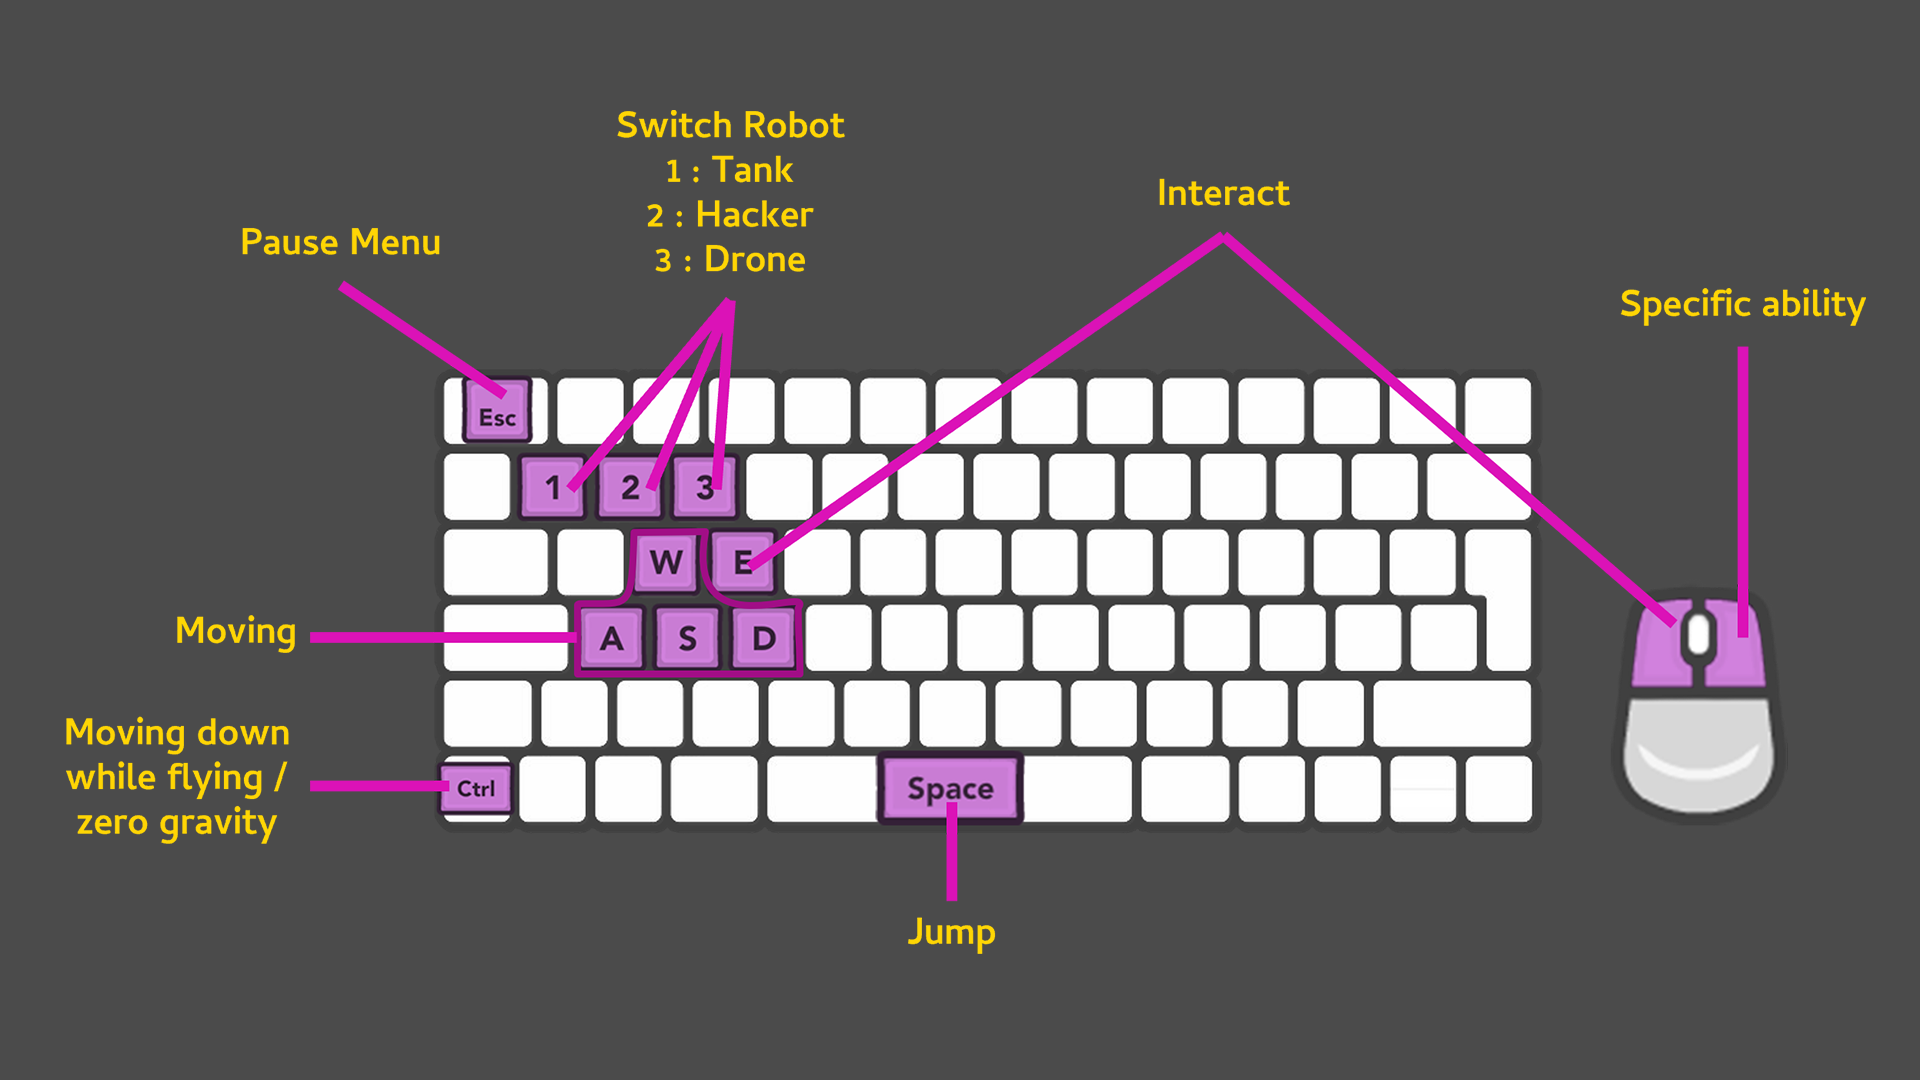 Switch Robot
1 : Tank
2 : Hacker
3 : Drone
Interact
Pause Menu
Specific ability
Esc
1 2 3
W E
Moving
A S D
Moving down
while flying /
zero gravity
Ctrl
Space
Jump